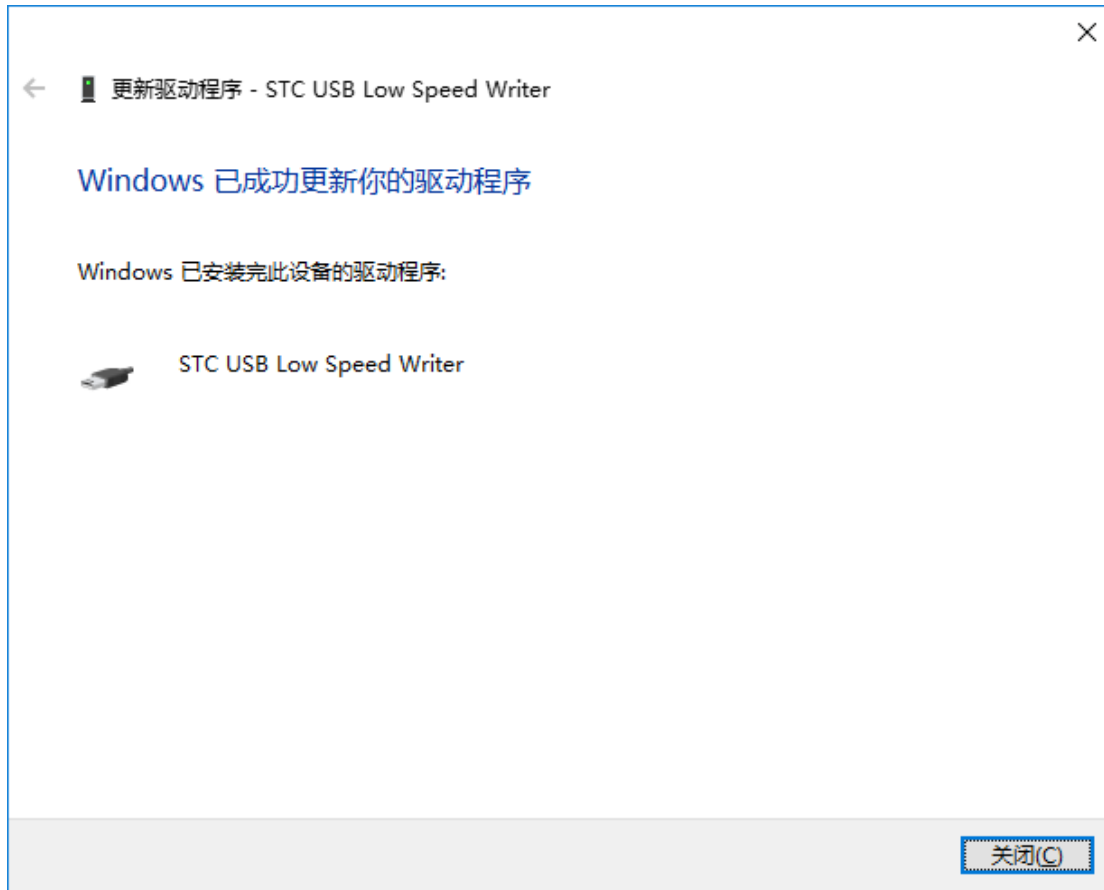 更新驱动程序 - STC USB Low Speed Writer
Windows 已成功更新你的驱动程序
Windows 已安装完此设备的驱动程序:
STC USB Low Speed Writer
关闭(C)